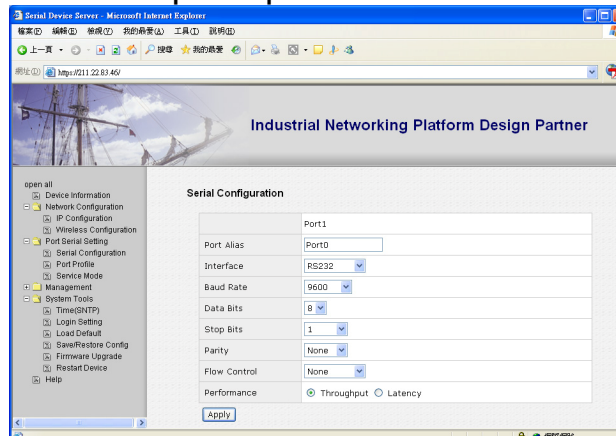 Serial Device Server - Microsoft Internet Explorer
檔案(F) 編輯(E) 檢視(V) 我的最愛(A) 工具(T) 說明(H)
上一頁 搜尋 我的最愛
網址(D) https://211.22.83.46/
Industrial Networking Platform Design Partner
open all
Device Information
Network Configuration
IP Configuration
Wireless Configuration
Port Serial Setting
Serial Configuration
Port Profile
Service Mode
Management
System Tools
Time(SNTP)
Login Setting
Load Default
Save/Restore Config
Firmware Upgrade
Restart Device
Help
Serial Configuration
Port1
Port Alias Port0
Interface RS232
Baud Rate 9600
Data Bits 8
Stop Bits 1
Parity None
Flow Control None
Performance Throughput Latency
Apply